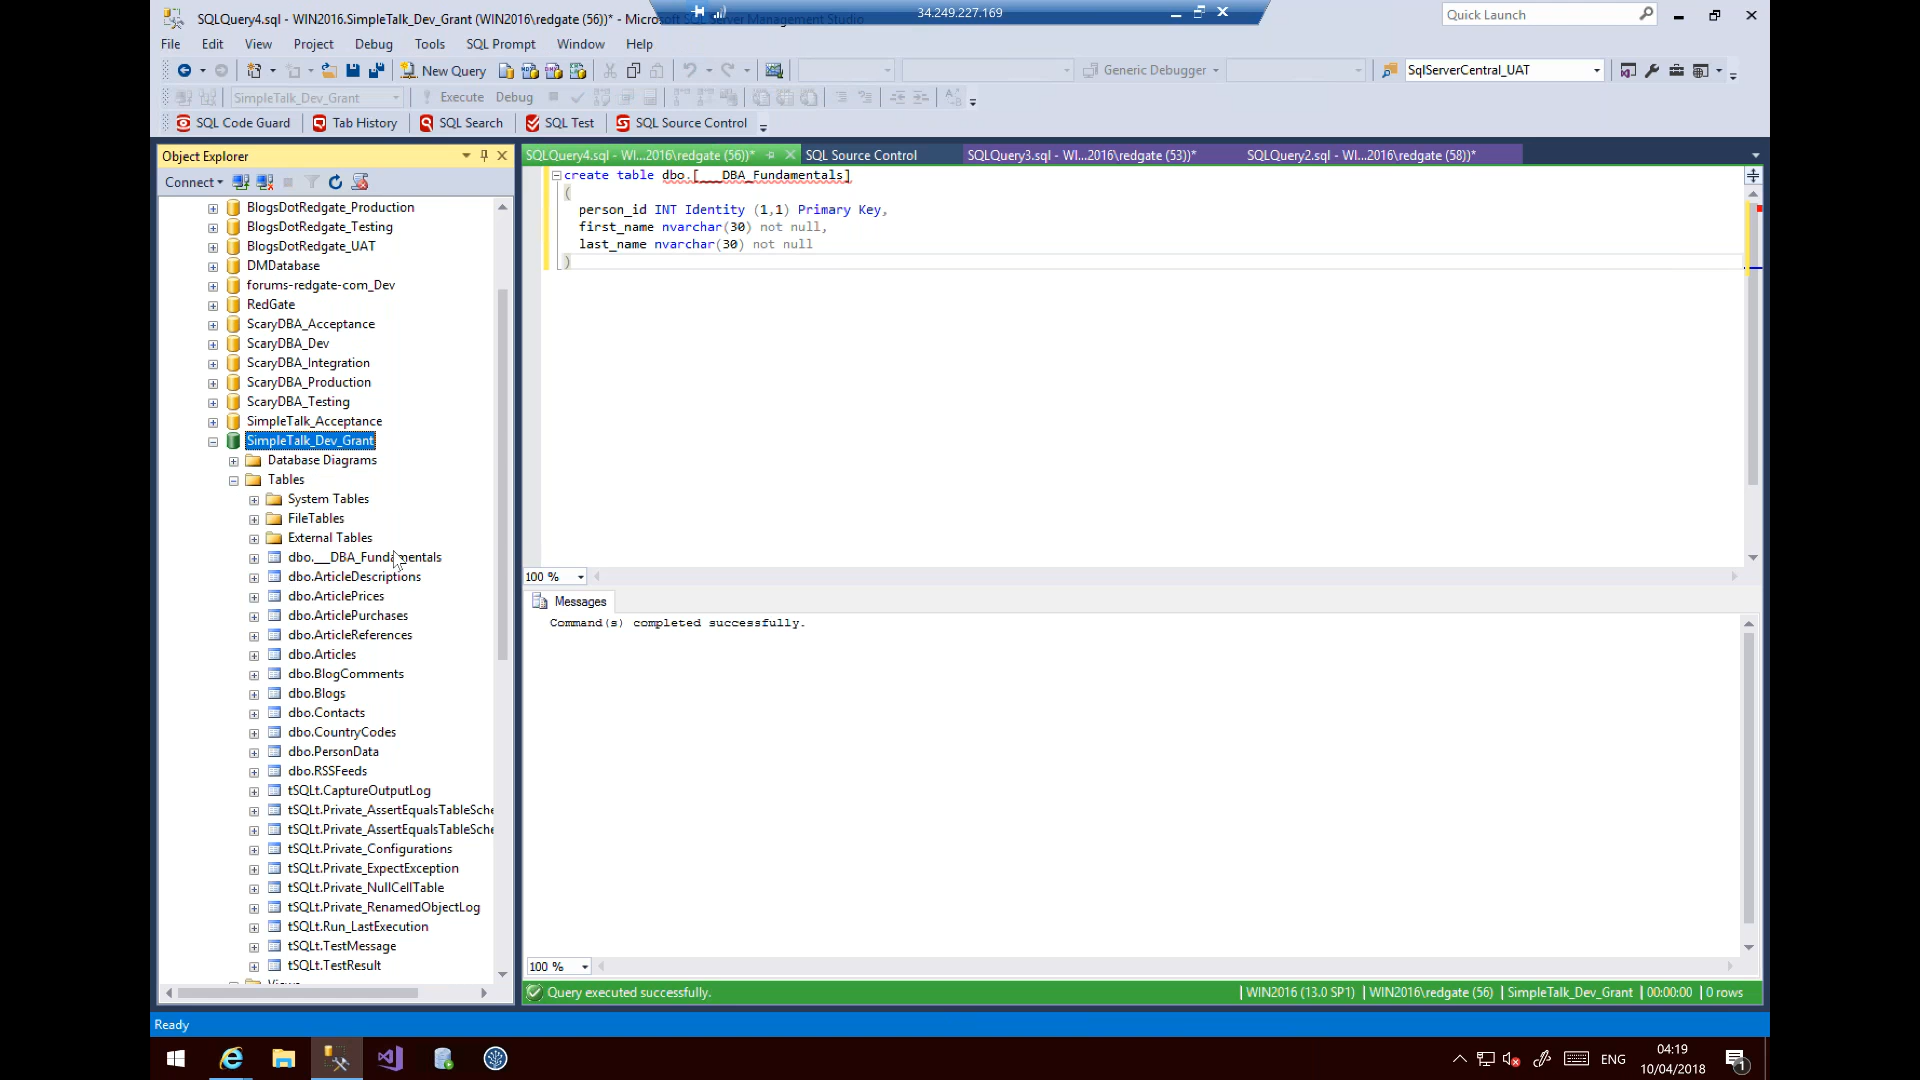 SQLQuery4.sql - WIN2016.SimpleTalk_Dev_Grant (WIN2016\redgate (56))* - Microsoft SQL Server Management Studio
34.249.227.169
Quick Launch
File Edit View Project Debug Tools SQL Prompt Window Help
New Query
Generic Debugger
SqlServerCentral_UAT
SimpleTalk_Dev_Grant
Execute Debug
SQL Code Guard Tab History SQL Search SQL Test SQL Source Control
Object Explorer
Connect
BlogsDotRedgate_Production
BlogsDotRedgate_Testing
BlogsDotRedgate_UAT
DMDatabase
forums-redgate-com_Dev
RedGate
ScaryDBA_Acceptance
ScaryDBA_Dev
ScaryDBA_Integration
ScaryDBA_Production
ScaryDBA_Testing
SimpleTalk_Acceptance
SimpleTalk_Dev_Grant
Database Diagrams
Tables
System Tables
FileTables
External Tables
dbo.___DBA_Fundamentals
dbo.ArticleDescriptions
dbo.ArticlePrices
dbo.ArticlePurchases
dbo.ArticleReferences
dbo.Articles
dbo.BlogComments
dbo.Blogs
dbo.Contacts
dbo.CountryCodes
dbo.PersonData
dbo.RSSFeeds
tSQLt.CaptureOutputLog
tSQLt.Private_AssertEqualsTableSche
tSQLt.Private_AssertEqualsTableSche
tSQLt.Private_Configurations
tSQLt.Private_ExpectException
tSQLt.Private_NullCellTable
tSQLt.Private_RenamedObjectLog
tSQLt.Run_LastExecution
tSQLt.TestMessage
tSQLt.TestResult
Views
SQLQuery4.sql - WI...2016\redgate (56))* SQL Source Control SQLQuery3.sql - WI...2016\redgate (53))* SQLQuery2.sql - WI...2016\redgate (58))*
create table dbo.[___DBA_Fundamentals]
(
person_id INT Identity (1,1) Primary Key,
first_name nvarchar(30) not null,
last_name nvarchar(30) not null
)
100 %
Messages
Command(s) completed successfully.
100 %
Query executed successfully.
WIN2016 (13.0 SP1) WIN2016\redgate (56) SimpleTalk_Dev_Grant 00:00:00 0 rows
Ready
ENG
04:19
10/04/2018
1